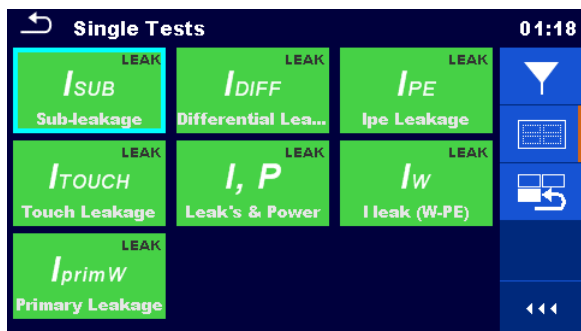 Single Tests 01:18
LEAK LEAK LEAK
ISUB IDIFF IPE
Sub-leakage Differential Lea... Ipe Leakage
LEAK LEAK LEAK
ITOUCH I, P Iw
Touch Leakage Leak's & Power I leak (W-PE)
LEAK
IprimW
Primary Leakage